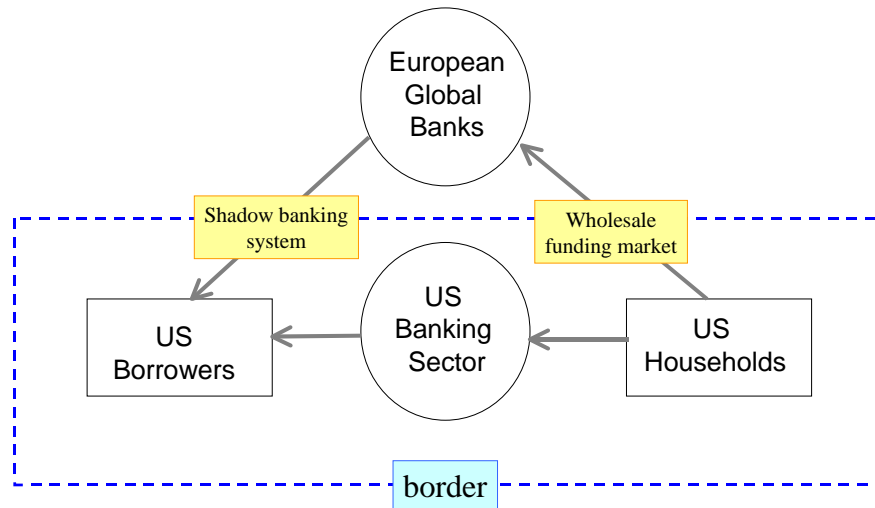 European
Global
Banks
Shadow banking
system
Wholesale
funding market
US
Borrowers
US
Banking
Sector
US
Households
border